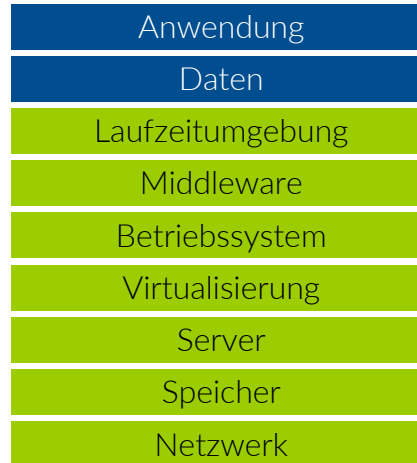 Anwendung
Daten
Laufzeitumgebung
Middleware
Betriebssystem
Virtualisierung
Server
Speicher
Netzwerk